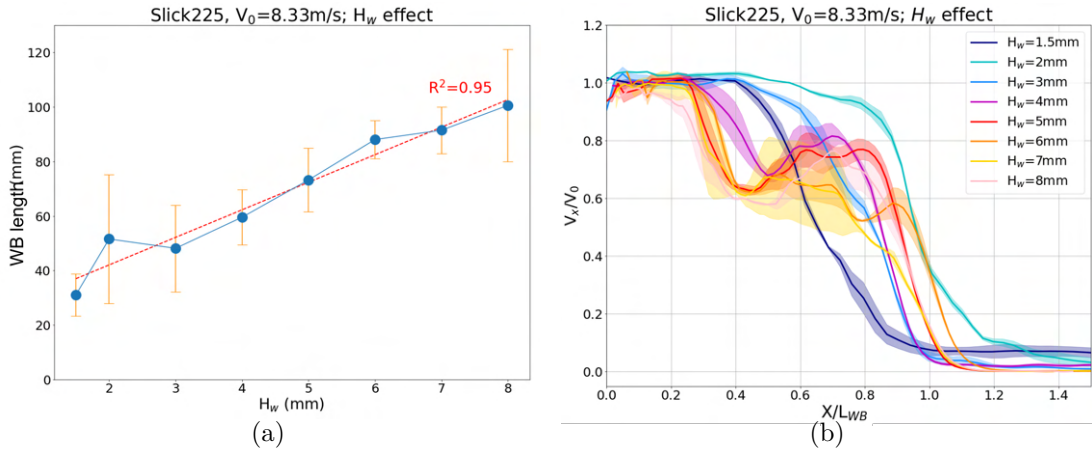 Slick225, V₀=8.33m/s; H_w effect
WB length(mm)
120
100
80
60
40
20
0
R²=0.95
2
3
4
5
6
7
8
H_w (mm)
(a)
Slick225, V₀=8.33m/s; H_w effect
Vₓ/V₀
1.2
1.0
0.8
0.6
0.4
0.2
0.0
H_w=1.5mm
H_w=2mm
H_w=3mm
H_w=4mm
H_w=5mm
H_w=6mm
H_w=7mm
H_w=8mm
0.0
0.2
0.4
0.6
0.8
1.0
1.2
1.4
X/L_WB
(b)